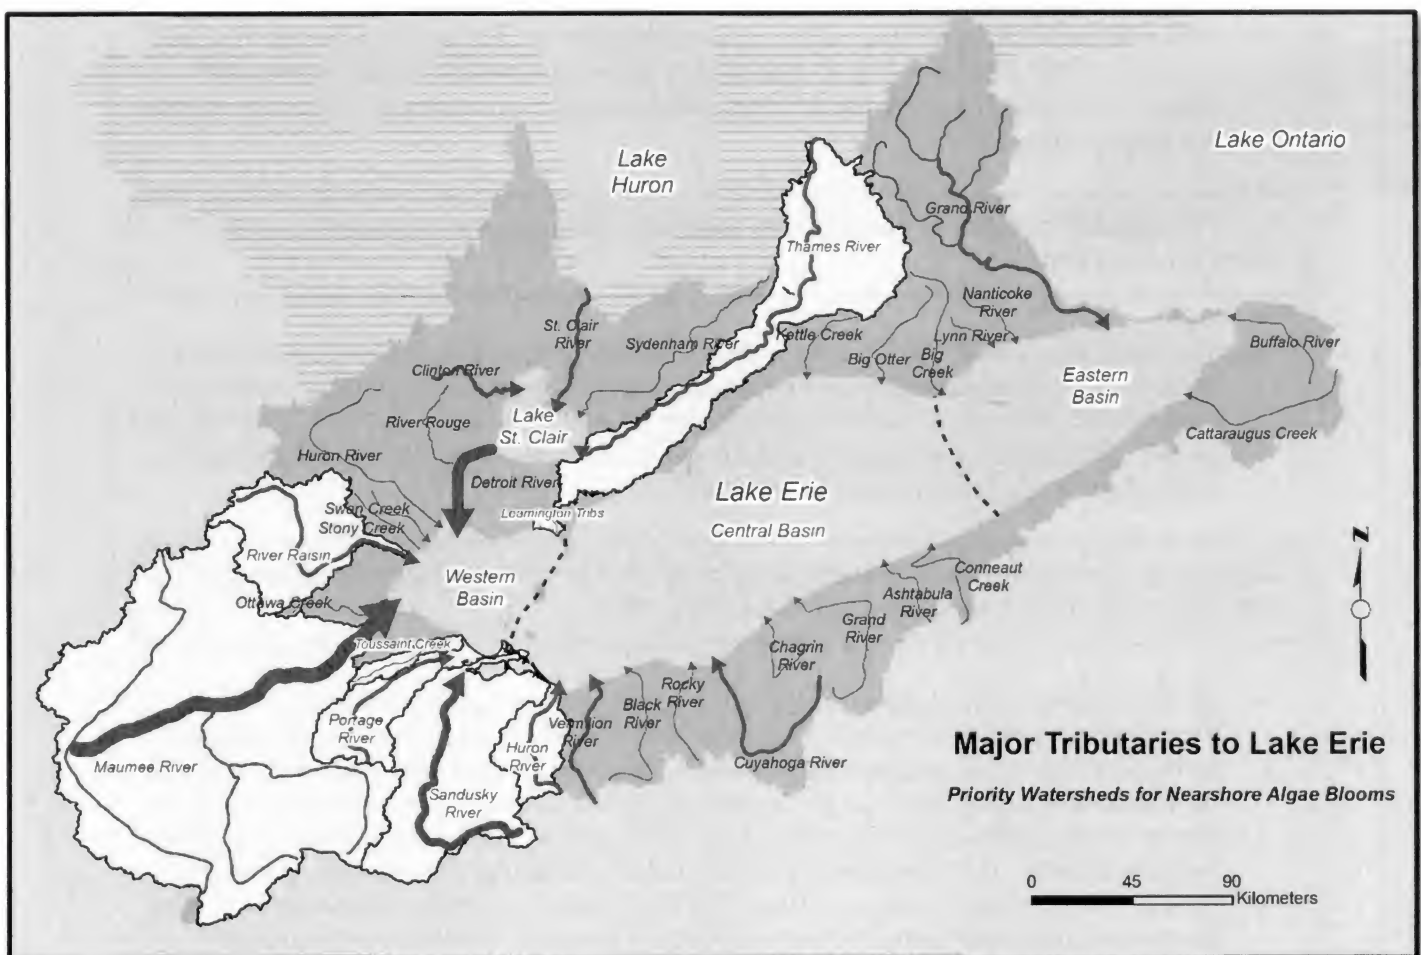 Lake Ontario
Lake
Huron
Grand River
Thames River
Nanticoke
River
St. Clair
River
Sydenham River
Kettle Creek
Lynn River
Buffalo River
Big Otter
Big
Creek
Clinton River
Eastern
Basin
River Rouge
Lake
St. Clair
Cattaraugus Creek
Huron River
Detroit River
Lake Erie
Swan Creek
Leamington Tribs
Stony Creek
Central Basin
River Raisin
N
Conneaut
Creek
Western
Basin
Ashtabula
River
Ottawa Creek
Grand
River
Toussaint Creek
Chagrin
River
Rocky
River
Black
River
Portage
River
Vermilion
River
Huron
River
Maumee River
Cuyahoga River
Sandusky
River
Major Tributaries to Lake Erie
Priority Watersheds for Nearshore Algae Blooms
0 45 90
Kilometers